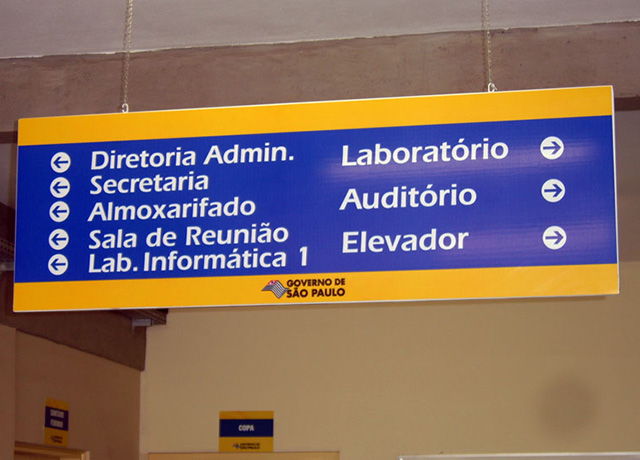 Diretoria Admin.
Secretaria
Almoxarifado
Sala de Reunião
Lab. Informática 1
Laboratório
Auditório
Elevador
GOVERNO DE
SÃO PAULO
COPA